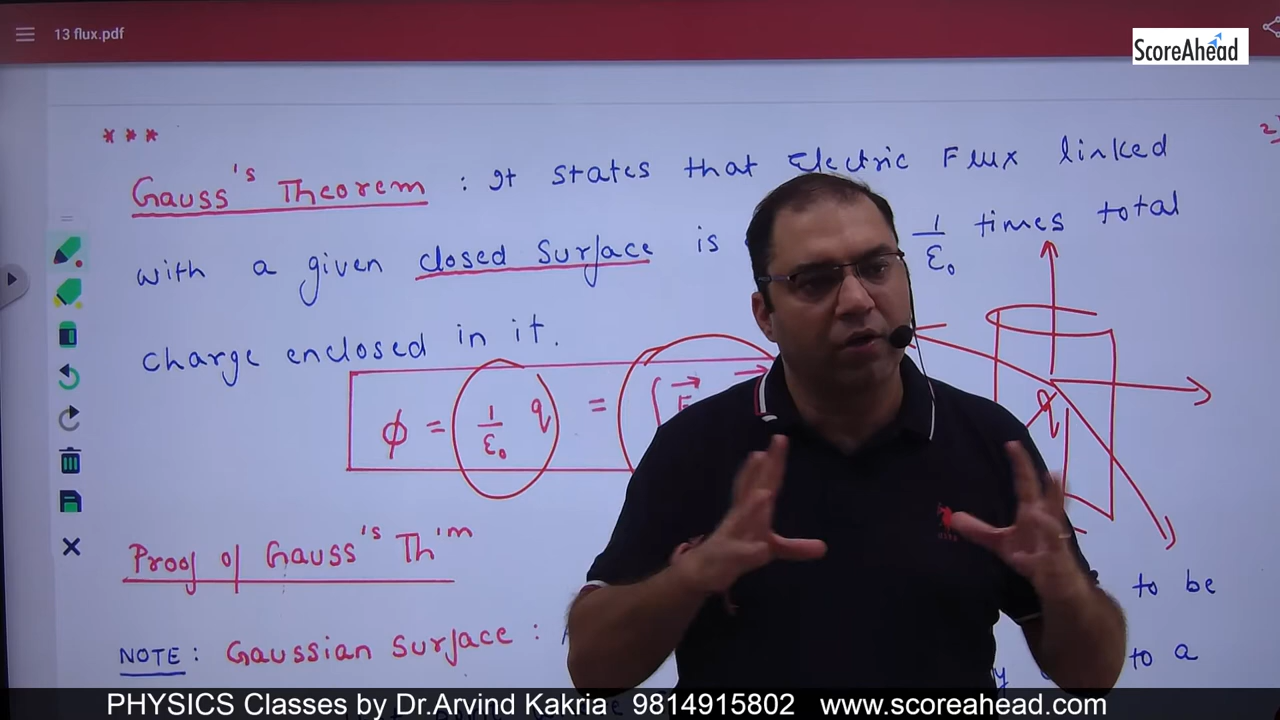 13 flux.pdf
ScoreAhead
***
Gauss's Theorem : It states that Electric Flux linked
with a given closed Surface is 1/ε₀ times total
charge enclosed in it.
ϕ = 1/ε₀ q = ∫ E
q
Proof of Gauss's Th'm
to be
NOTE: Gaussian Surface :
to a
PHYSICS Classes by Dr.Arvind Kakria 9814915802 www.scoreahead.com